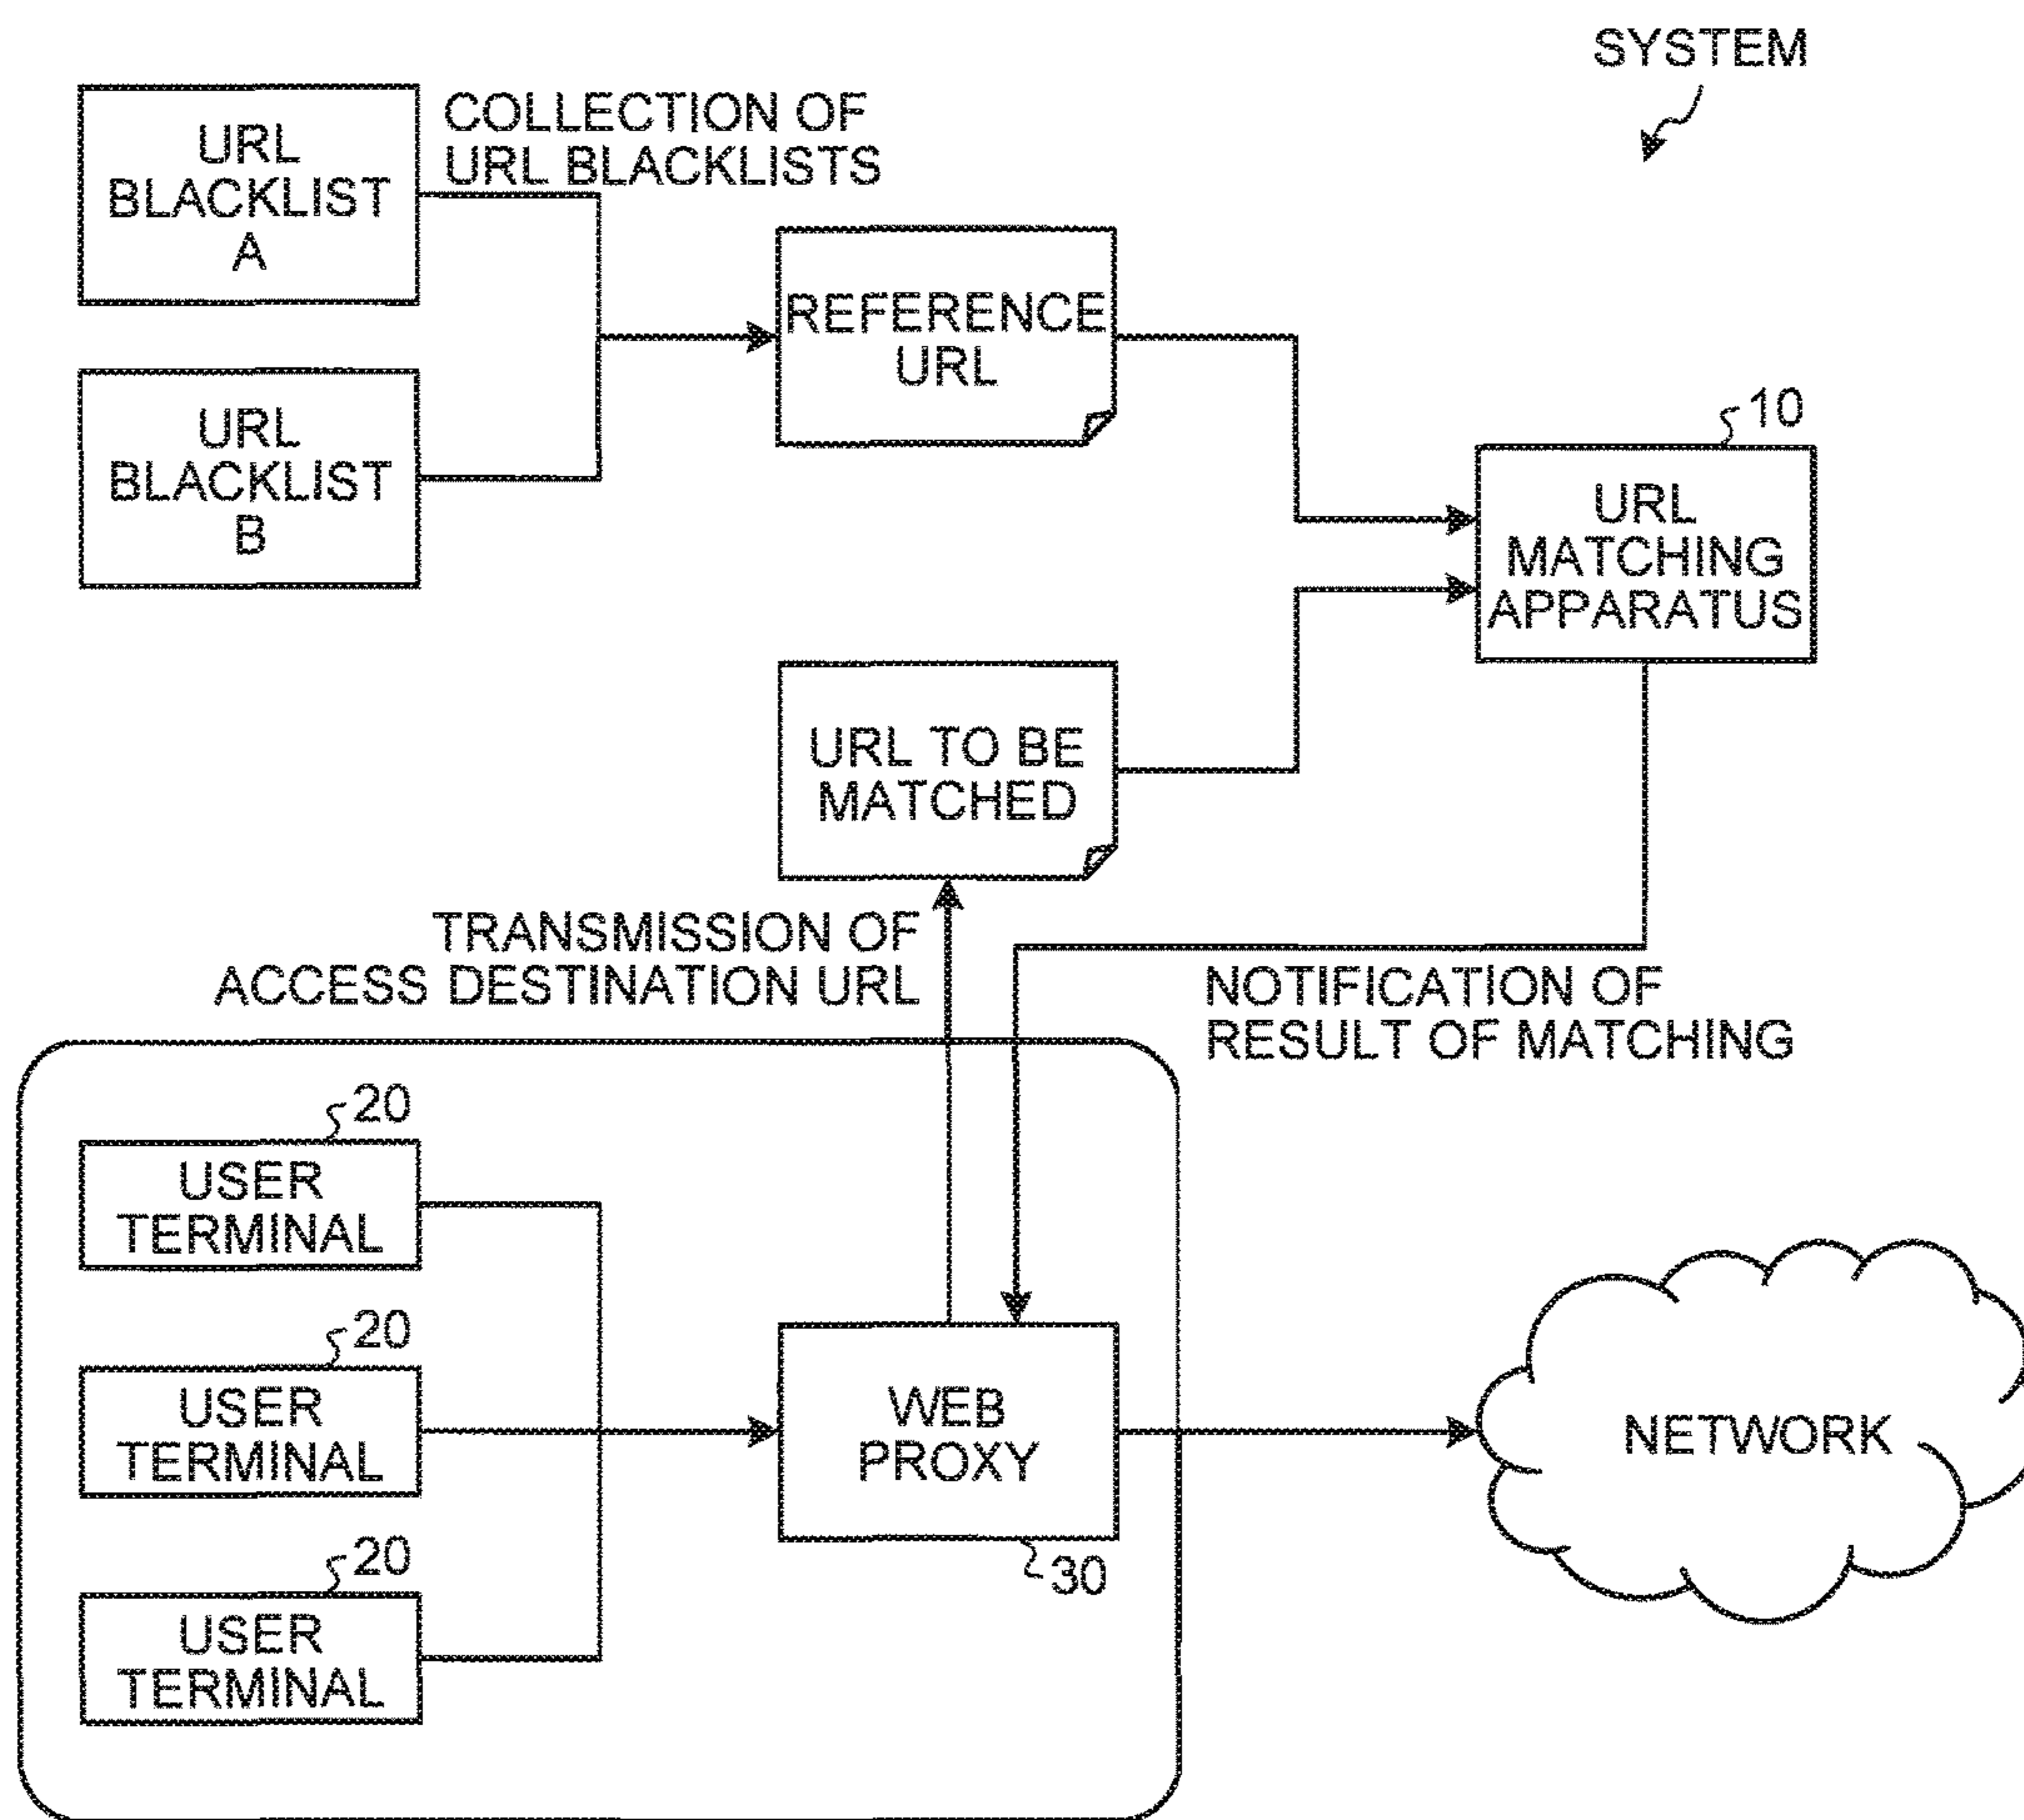 SYSTEM
URL
BLACKLIST
A
COLLECTION OF
URL BLACKLISTS
REFERENCE
URL
URL
BLACKLIST
B
10
URL
MATCHING
APPARATUS
URL TO BE
MATCHED
TRANSMISSION OF
ACCESS DESTINATION URL
NOTIFICATION OF
RESULT OF MATCHING
20
USER
TERMINAL
20
USER
TERMINAL
20
USER
TERMINAL
WEB
PROXY
30
NETWORK